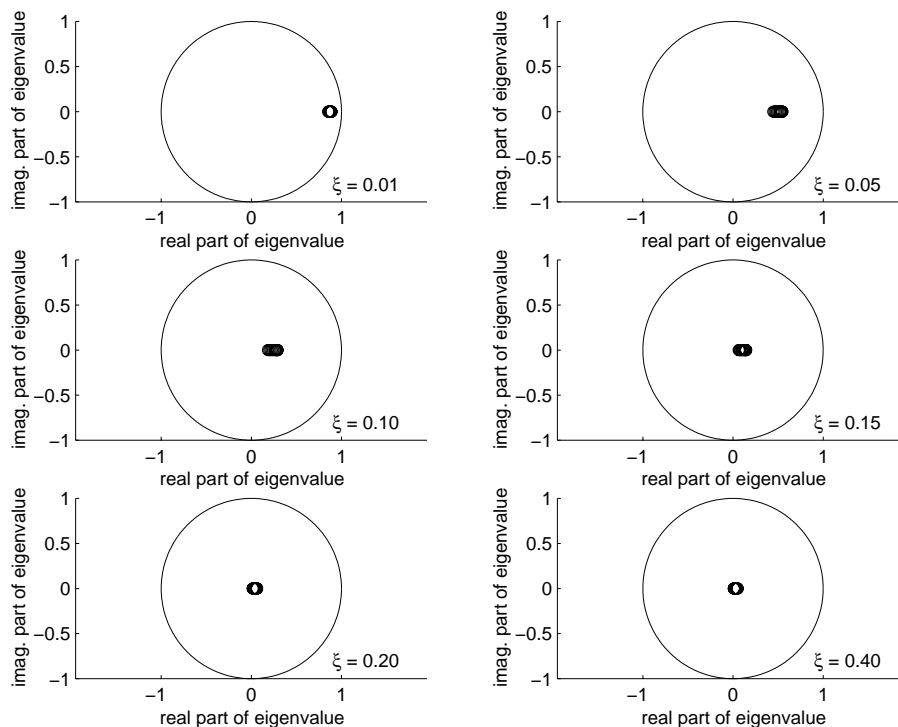 1
0.5
0
−0.5
−1
−1
0
1
imag. part of eigenvalue
real part of eigenvalue
ξ = 0.01
1
0.5
0
−0.5
−1
−1
0
1
imag. part of eigenvalue
real part of eigenvalue
ξ = 0.05
1
0.5
0
−0.5
−1
−1
0
1
imag. part of eigenvalue
real part of eigenvalue
ξ = 0.10
1
0.5
0
−0.5
−1
−1
0
1
imag. part of eigenvalue
real part of eigenvalue
ξ = 0.15
1
0.5
0
−0.5
−1
−1
0
1
imag. part of eigenvalue
real part of eigenvalue
ξ = 0.20
1
0.5
0
−0.5
−1
−1
0
1
imag. part of eigenvalue
real part of eigenvalue
ξ = 0.40